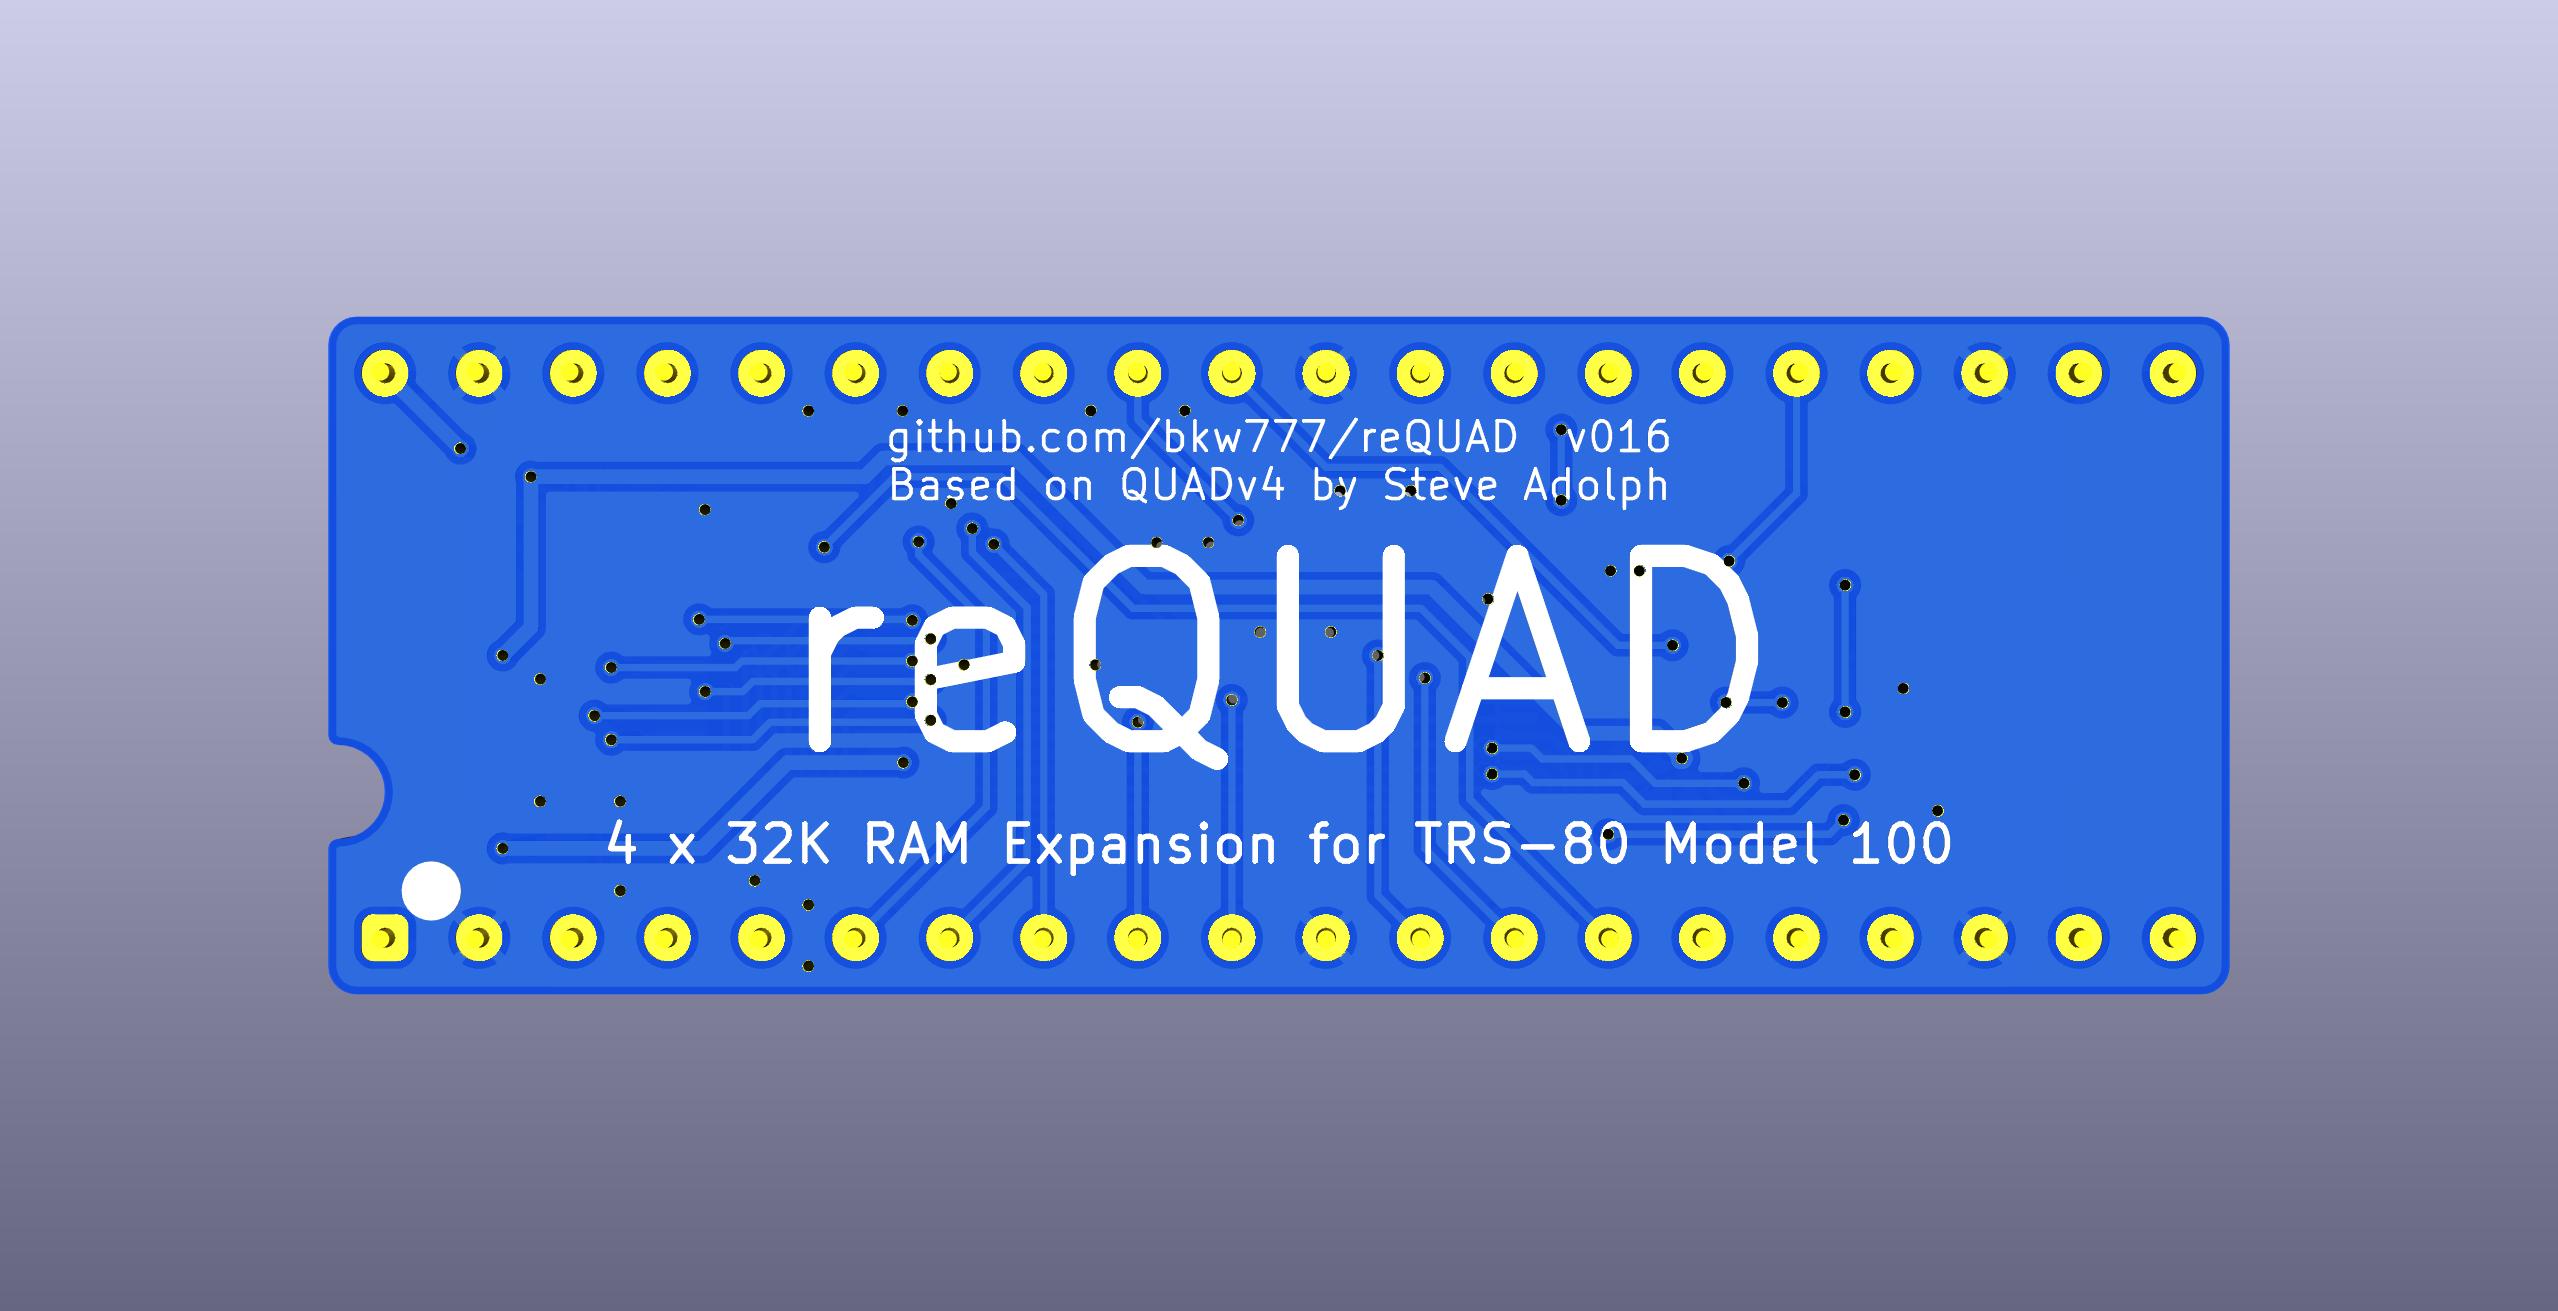 github.com/bkw777/reQUAD v016
Based on QUADv4 by Steve Adolph
reQUAD
4 x 32K RAM Expansion for TRS-80 Model 100